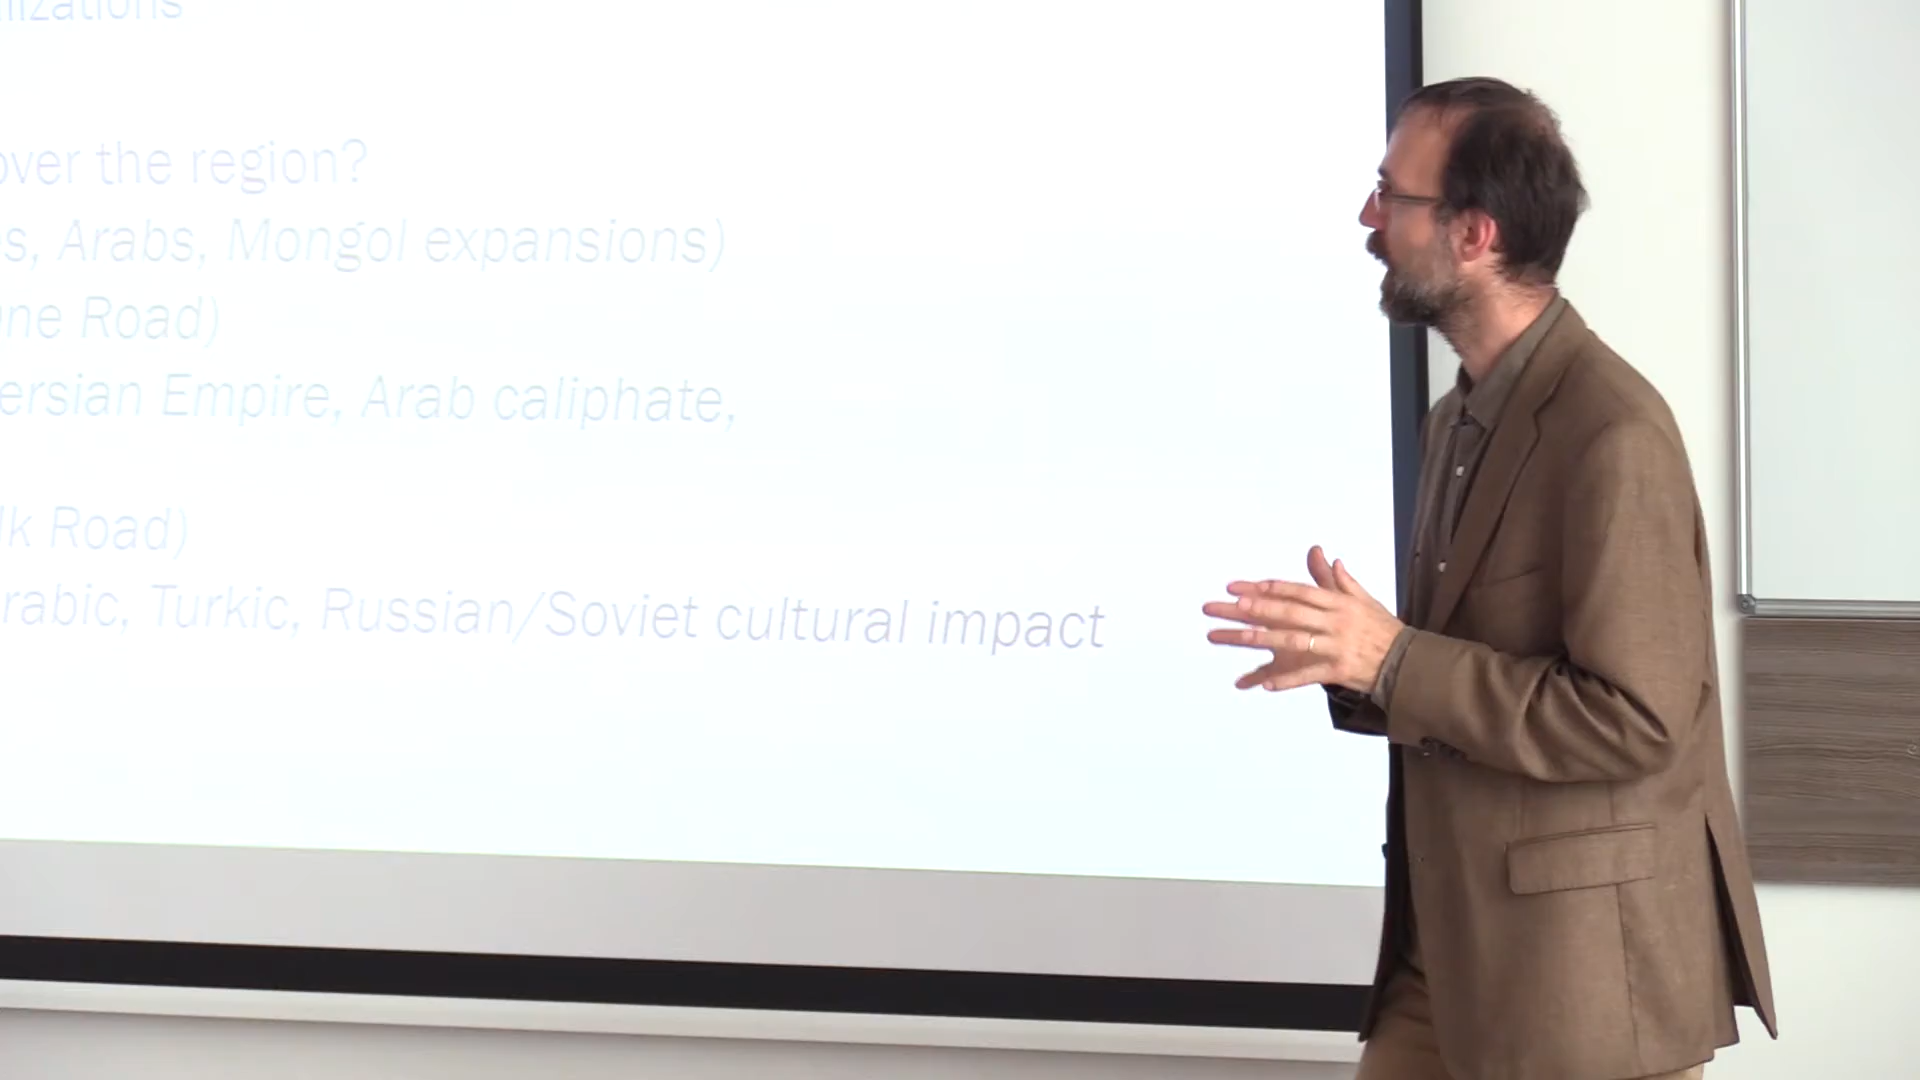 lizations
over the region?
s, Arabs, Mongol expansions)
ne Road)
ersian Empire, Arab caliphate,
lk Road)
rabic, Turkic, Russian/Soviet cultural impact